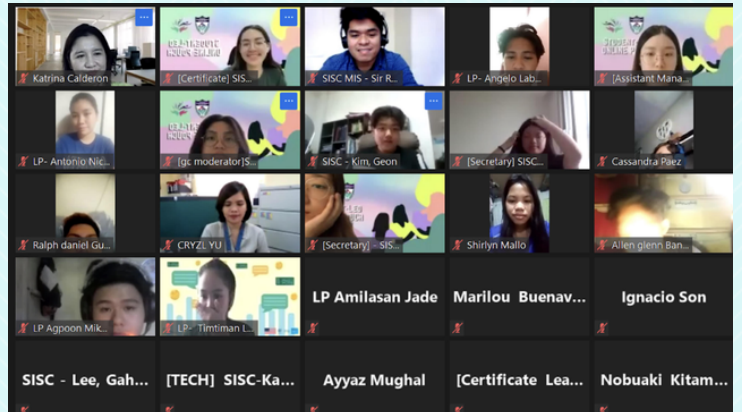 Katrina Calderon
[Certificate] SIS...
SISC MIS - Sir R...
LP- Angelo Lab...
[Assistant Mana...
LP- Antonio Nic...
[gc moderator]S...
SISC - Kim, Geon
[Secretary] SISC...
Cassandra Paez
Ralph daniel Gu...
CRYZL YU
[Secretary] - SIS...
Shirlyn Mallo
Allen glenn Ban...
LP Agpoon Mik...
LP- Timtiman L...
LP Amilasan Jade
Marilou Buenav...
Ignacio Son
SISC - Lee, Gah...
[TECH] SISC-Ka...
Ayyaz Mughal
[Certificate Lea...
Nobuaki Kitam...